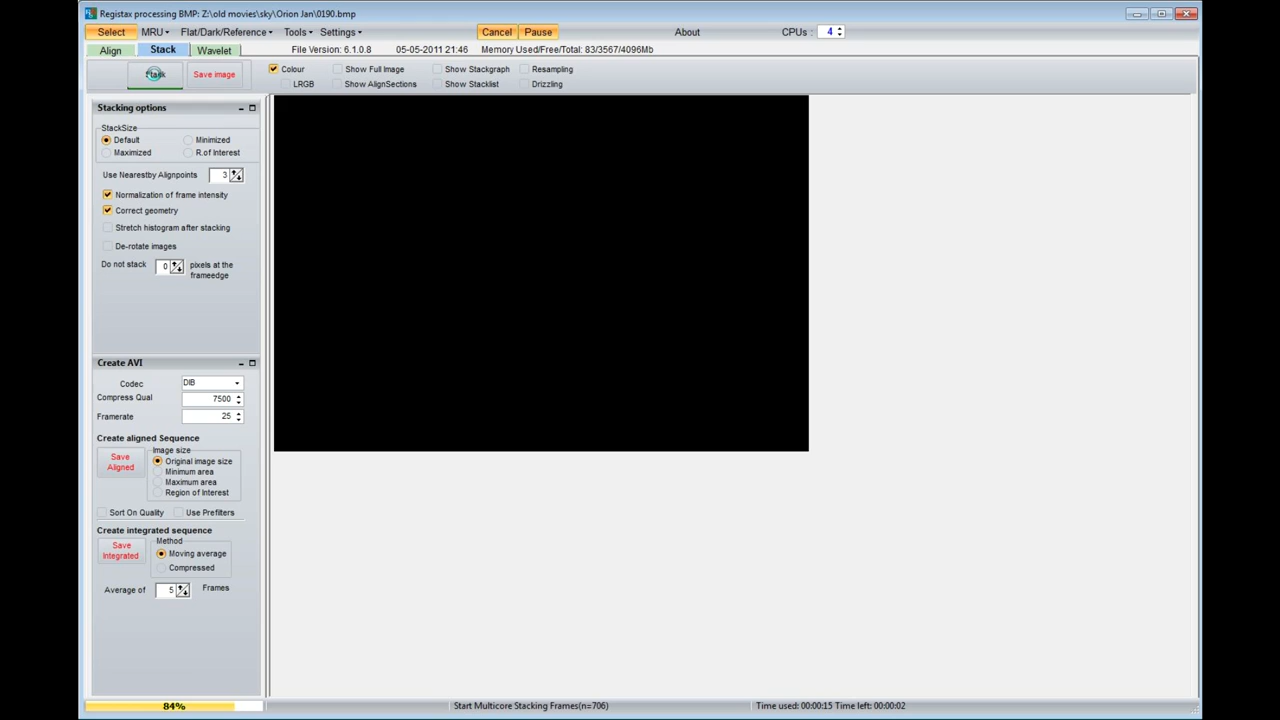 Registax processing BMP: Z:\old movies\sky\Orion Jan\0190.bmp
Select MRU Flat/Dark/Reference Tools Settings Cancel Pause About CPUs : 4
Align Stack Wavelet File Version: 6.1.0.8 05-05-2011 21:46 Memory Used/Free/Total: 83/3567/4096Mb
Stack Save image Colour Show Full Image Show Stackgraph Resampling
LRGB Show AlignSections Show Stacklist Drizzling
Stacking options
StackSize
Default Minimized
Maximized R.of Interest
Use Nearestby Alignpoints 3
Normalization of frame intensity
Correct geometry
Stretch histogram after stacking
De-rotate images
Do not stack 0 pixels at the
frameedge
Create AVI
Codec DIB
Compress Qual 7500
Framerate 25
Create aligned Sequence
Image size
Save Aligned Original image size
Minimum area
Maximum area
Region of Interest
Sort On Quality Use Prefilters
Create integrated sequence
Method
Save Integrated Moving average
Compressed
Average of 5 Frames
84% Start Multicore Stacking Frames(n=706) Time used: 00:00:15 Time left: 00:00:02